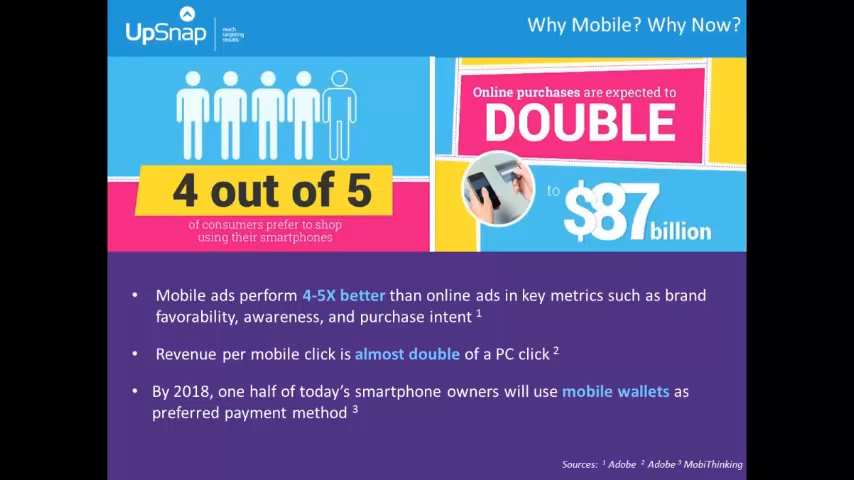 UpSnap
reach
targeting
results
Why Mobile? Why Now?
4 out of 5
of consumers prefer to shop
using their smartphones
Online purchases are expected to
DOUBLE
to
$87 billion
• Mobile ads perform 4-5X better than online ads in key metrics such as brand
favorability, awareness, and purchase intent ¹
• Revenue per mobile click is almost double of a PC click ²
• By 2018, one half of today's smartphone owners will use mobile wallets as
preferred payment method ³
Sources: ¹ Adobe ² Adobe ³ MobiThinking